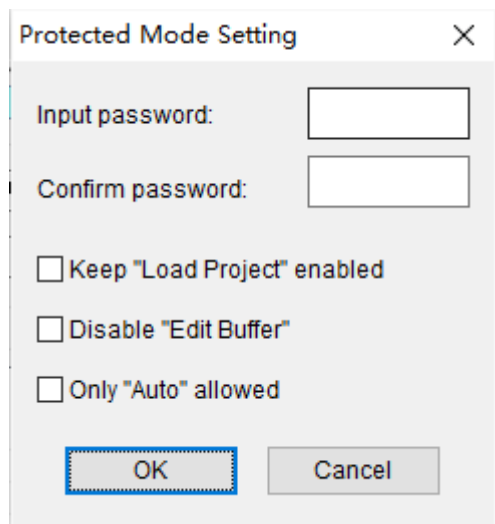 Protected Mode Setting
Input password:
Confirm password:
Keep "Load Project" enabled
Disable "Edit Buffer"
Only "Auto" allowed
OK Cancel